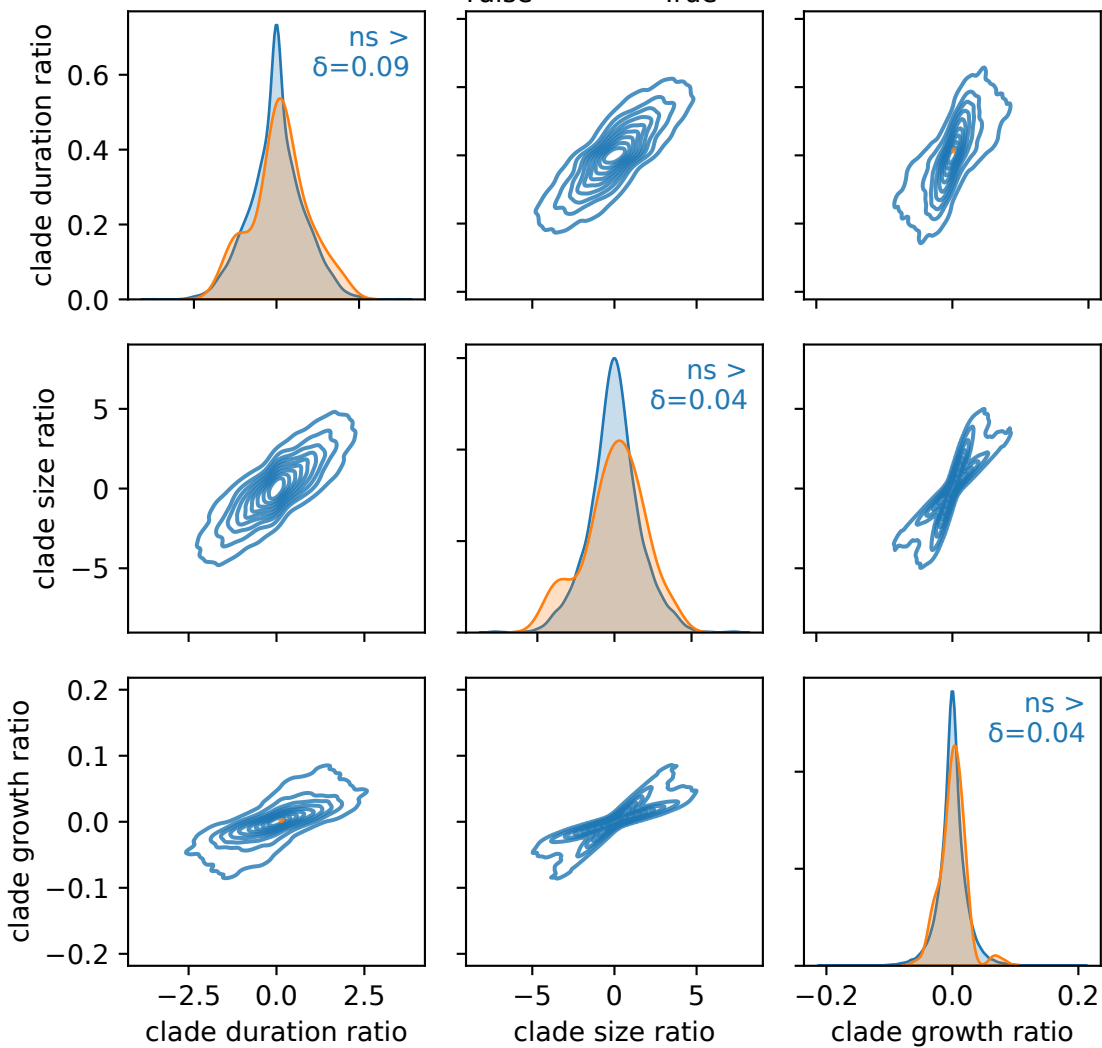 ns >
δ=0.09
0.6
0.4
0.2
0.0
clade duration ratio
ns >
δ=0.04
5
0
−5
clade size ratio
ns >
δ=0.04
0.2
0.1
0.0
−0.1
−0.2
clade growth ratio
−2.5 0.0 2.5
−5 0 5
−0.2 0.0 0.2
clade duration ratio
clade size ratio
clade growth ratio